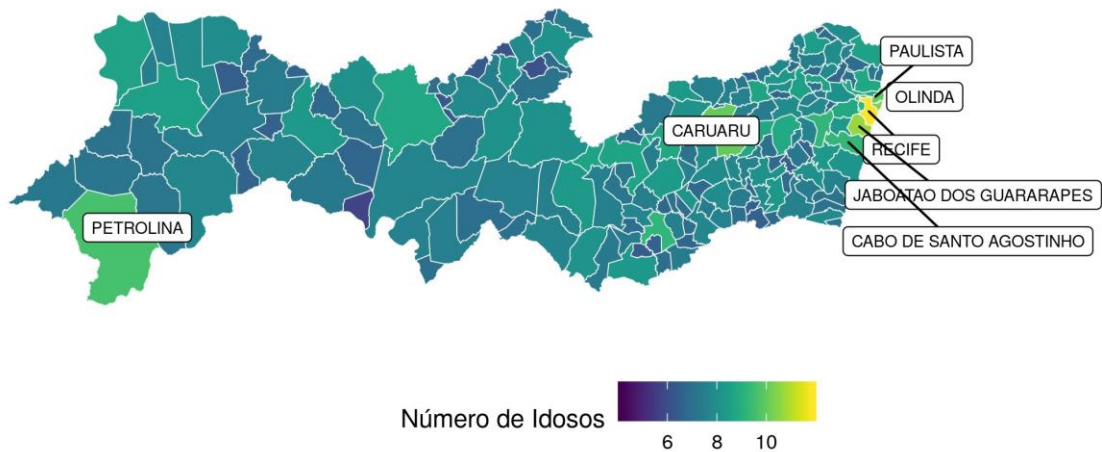 PAULISTA
OLINDA
CARUARU
RECIFE
JABOATAO DOS GUARARAPES
PETROLINA
CABO DE SANTO AGOSTINHO
Número de Idosos
6 8 10